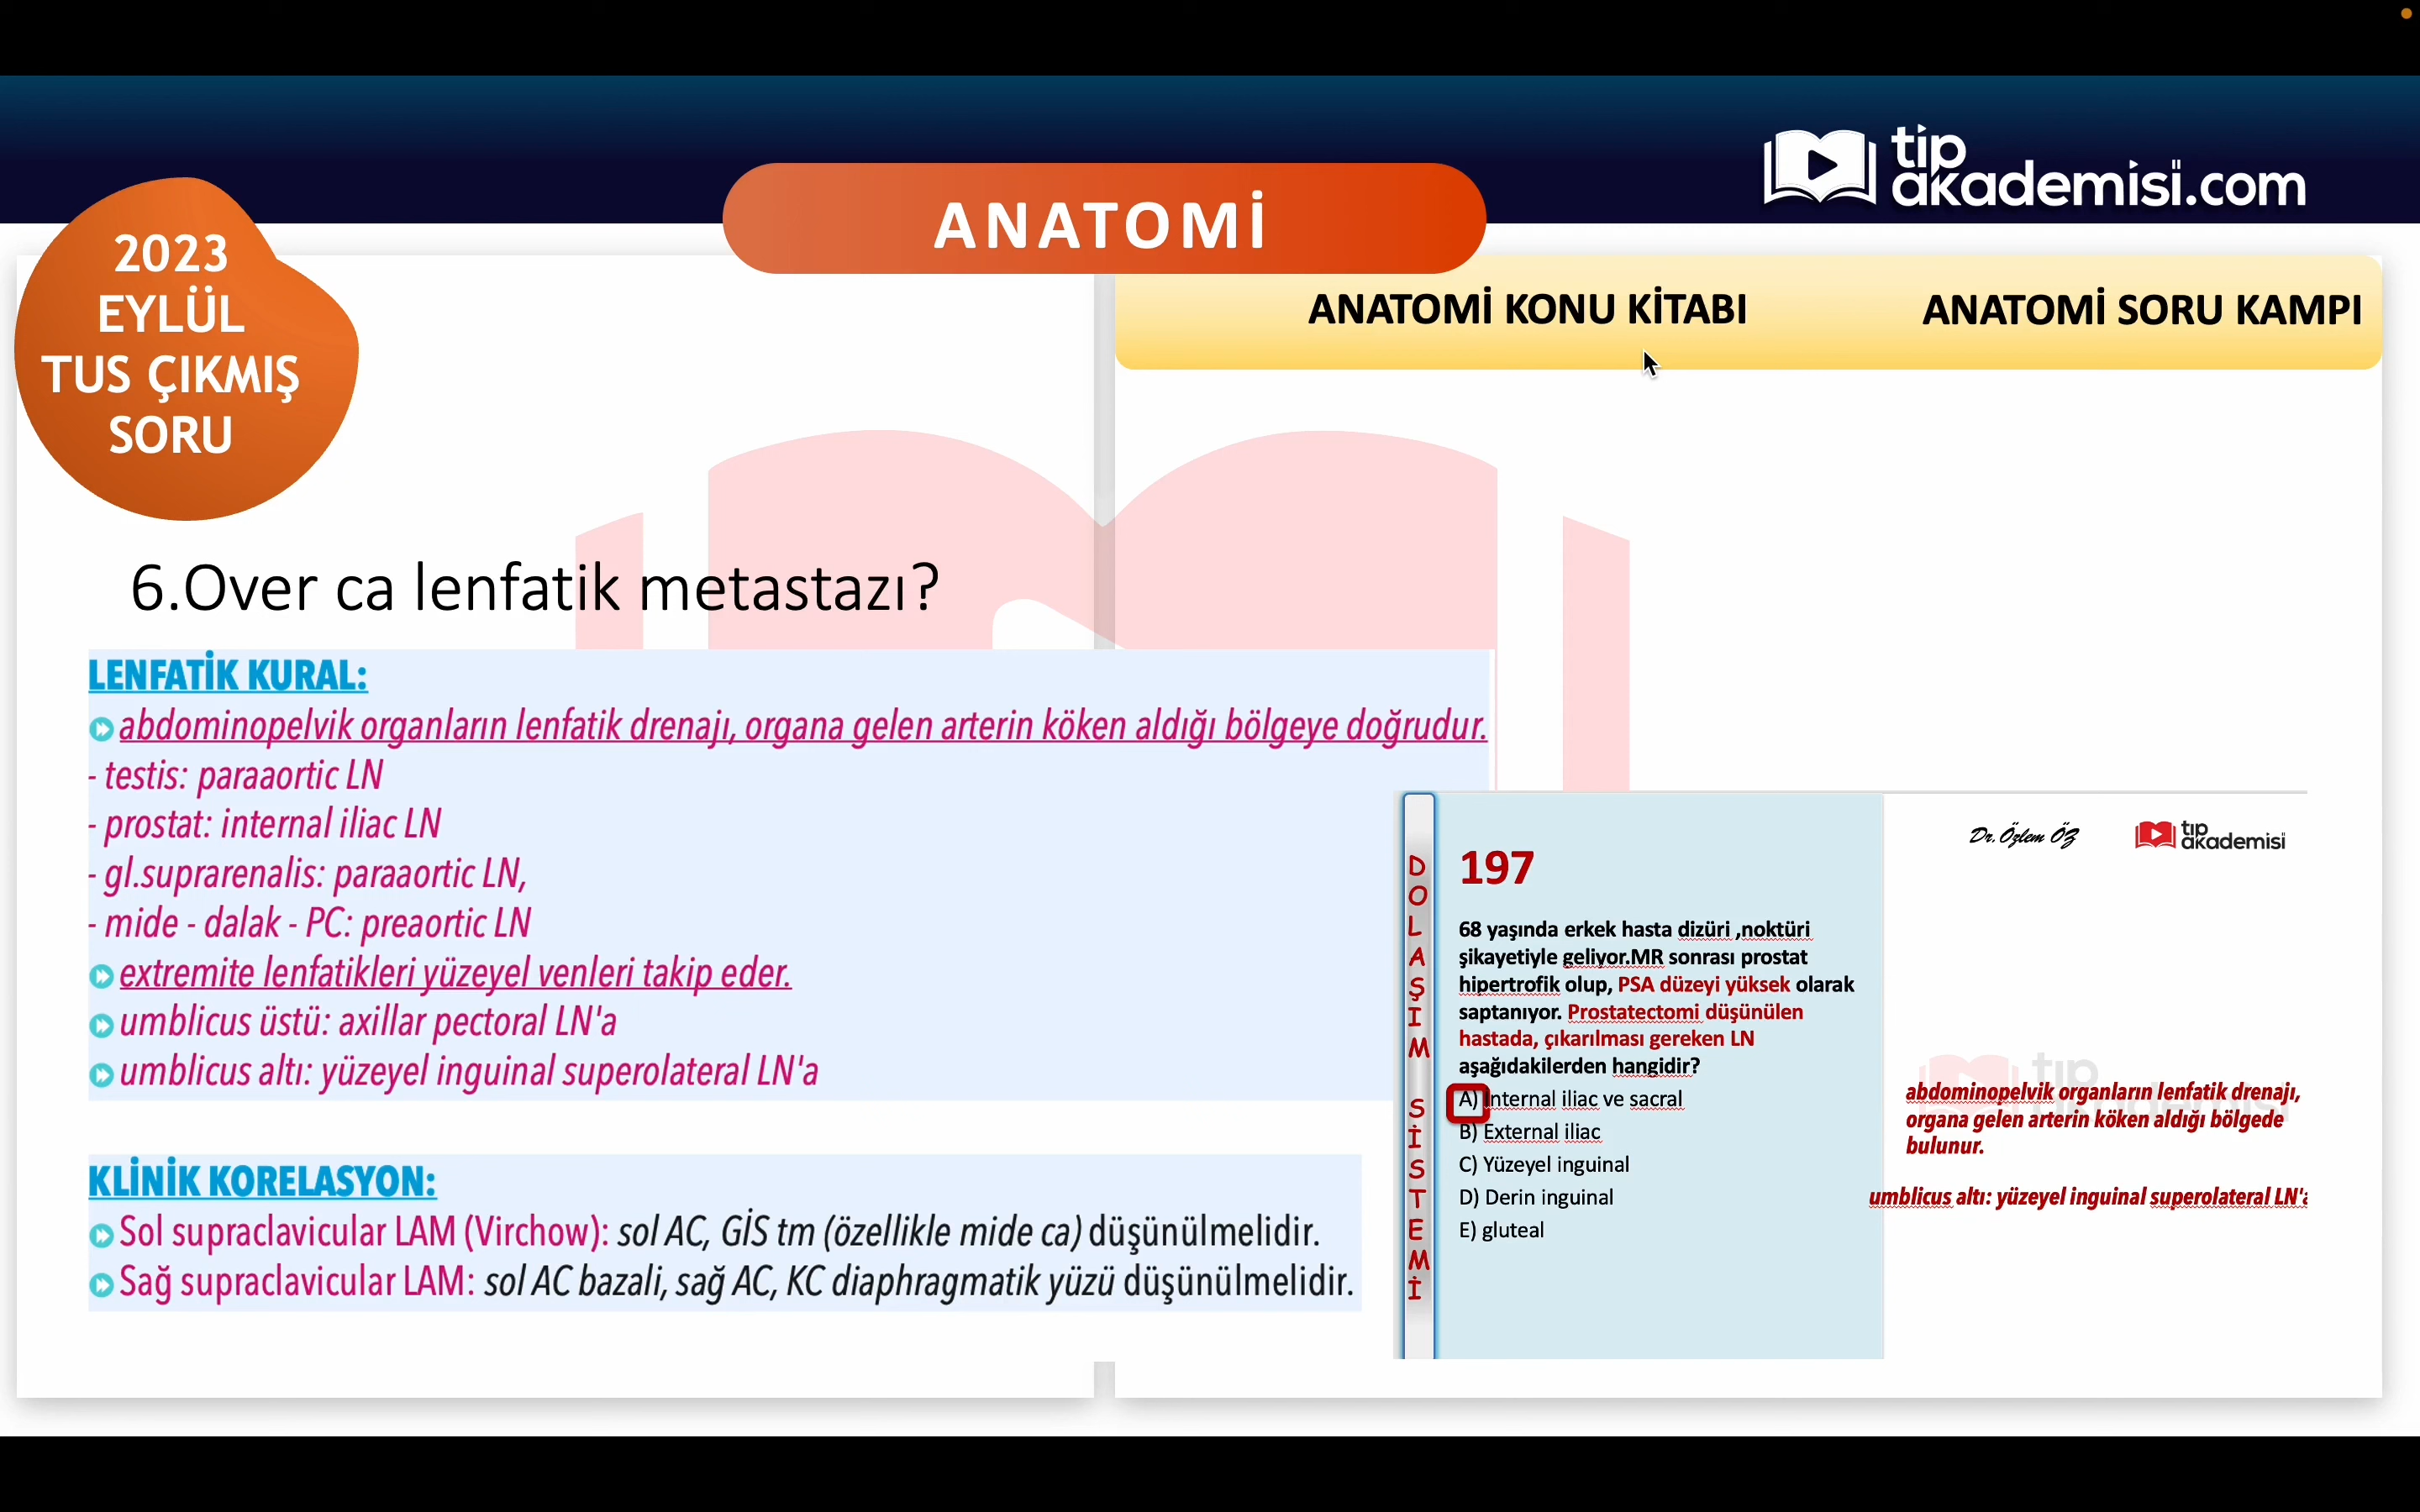 tıp
akademisi.com
ANATOMİ
2023
EYLÜL
TUS ÇIKMIŞ
SORU
ANATOMİ KONU KİTABI
ANATOMİ SORU KAMPI
6.Over ca lenfatik metastazı?
LENFATİK KURAL:
abdominopelvik organların lenfatik drenajı, organa gelen arterin köken aldığı bölgeye doğrudur.
- testis: paraaortic LN
- prostat: internal iliac LN
- gl.suprarenalis: paraaortic LN,
- mide - dalak - PC: preaortic LN
extremite lenfatikleri yüzeyel venleri takip eder.
umblicus üstü: axillar pectoral LN'a
umblicus altı: yüzeyel inguinal superolateral LN'a
KLİNİK KORELASYON:
Sol supraclavicular LAM (Virchow): sol AC, GİS tm (özellikle mide ca) düşünülmelidir.
Sağ supraclavicular LAM: sol AC bazali, sağ AC, KC diaphragmatik yüzü düşünülmelidir.
DOLAŞIM SİSTEMİ
197
68 yaşında erkek hasta dizüri ,noktüri
şikayetiyle geliyor.MR sonrası prostat
hipertrofik olup, PSA düzeyi yüksek olarak
saptanıyor. Prostatectomi düşünülen
hastada, çıkarılması gereken LN
aşağıdakilerden hangidir?
A) Internal iliac ve sacral
B) External iliac
C) Yüzeyel inguinal
D) Derin inguinal
E) gluteal
Dr. Özlem ÖZ
tıp
akademisi
abdominopelvik organların lenfatik drenajı,
organa gelen arterin köken aldığı bölgede
bulunur.
umblicus altı: yüzeyel inguinal superolateral LN'a